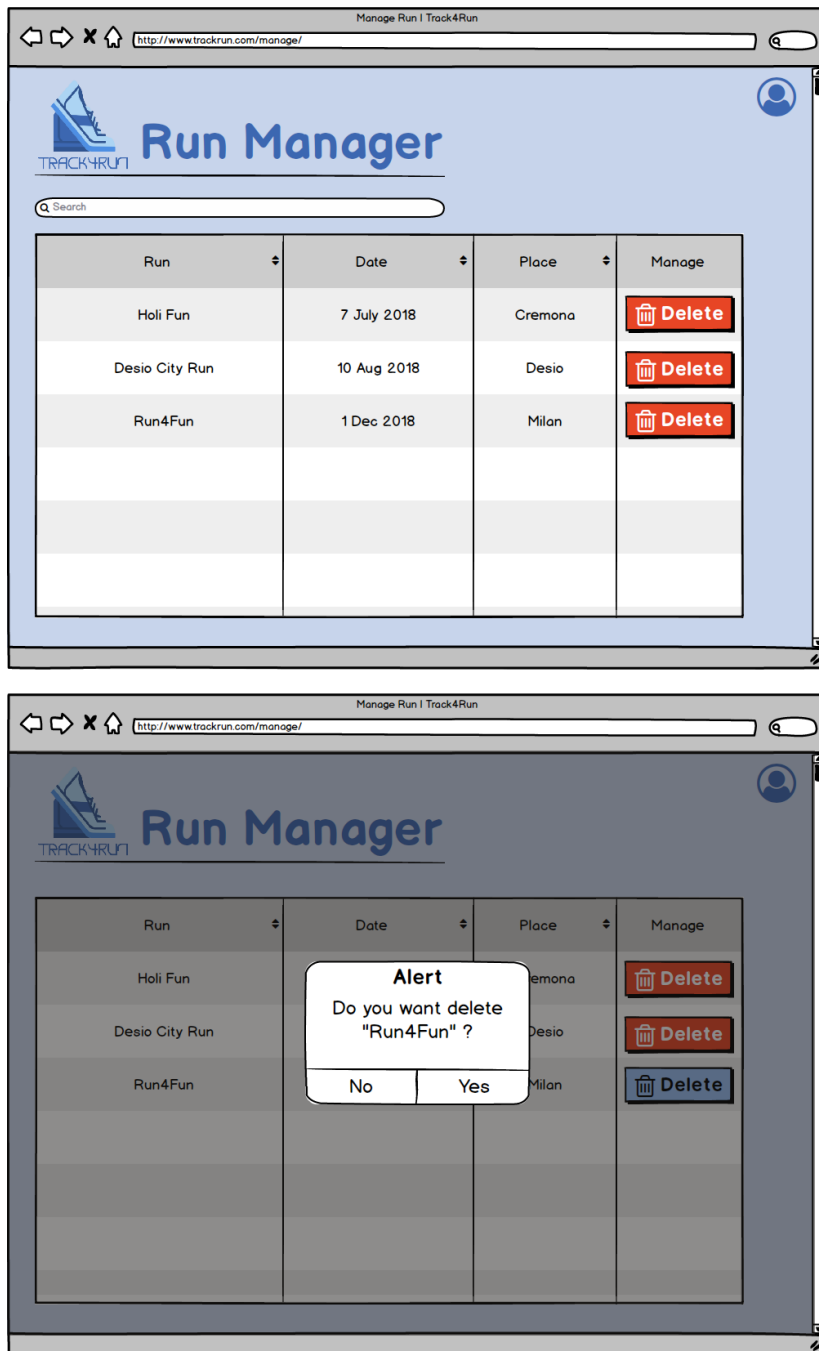 Manage Run | Track4Run
http://www.trackrun.com/manage/
TRACK4RUN Run Manager
Search
Run Date Place Manage
Holi Fun 7 July 2018 Cremona Delete
Desio City Run 10 Aug 2018 Desio Delete
Run4Fun 1 Dec 2018 Milan Delete
Manage Run | Track4Run
http://www.trackrun.com/manage/
TRACK4RUN Run Manager
Run Date Place Manage
Holi Fun Alert remona Delete
Do you want delete
Desio City Run "Run4Fun" ? Desio Delete
Run4Fun No Yes Milan Delete